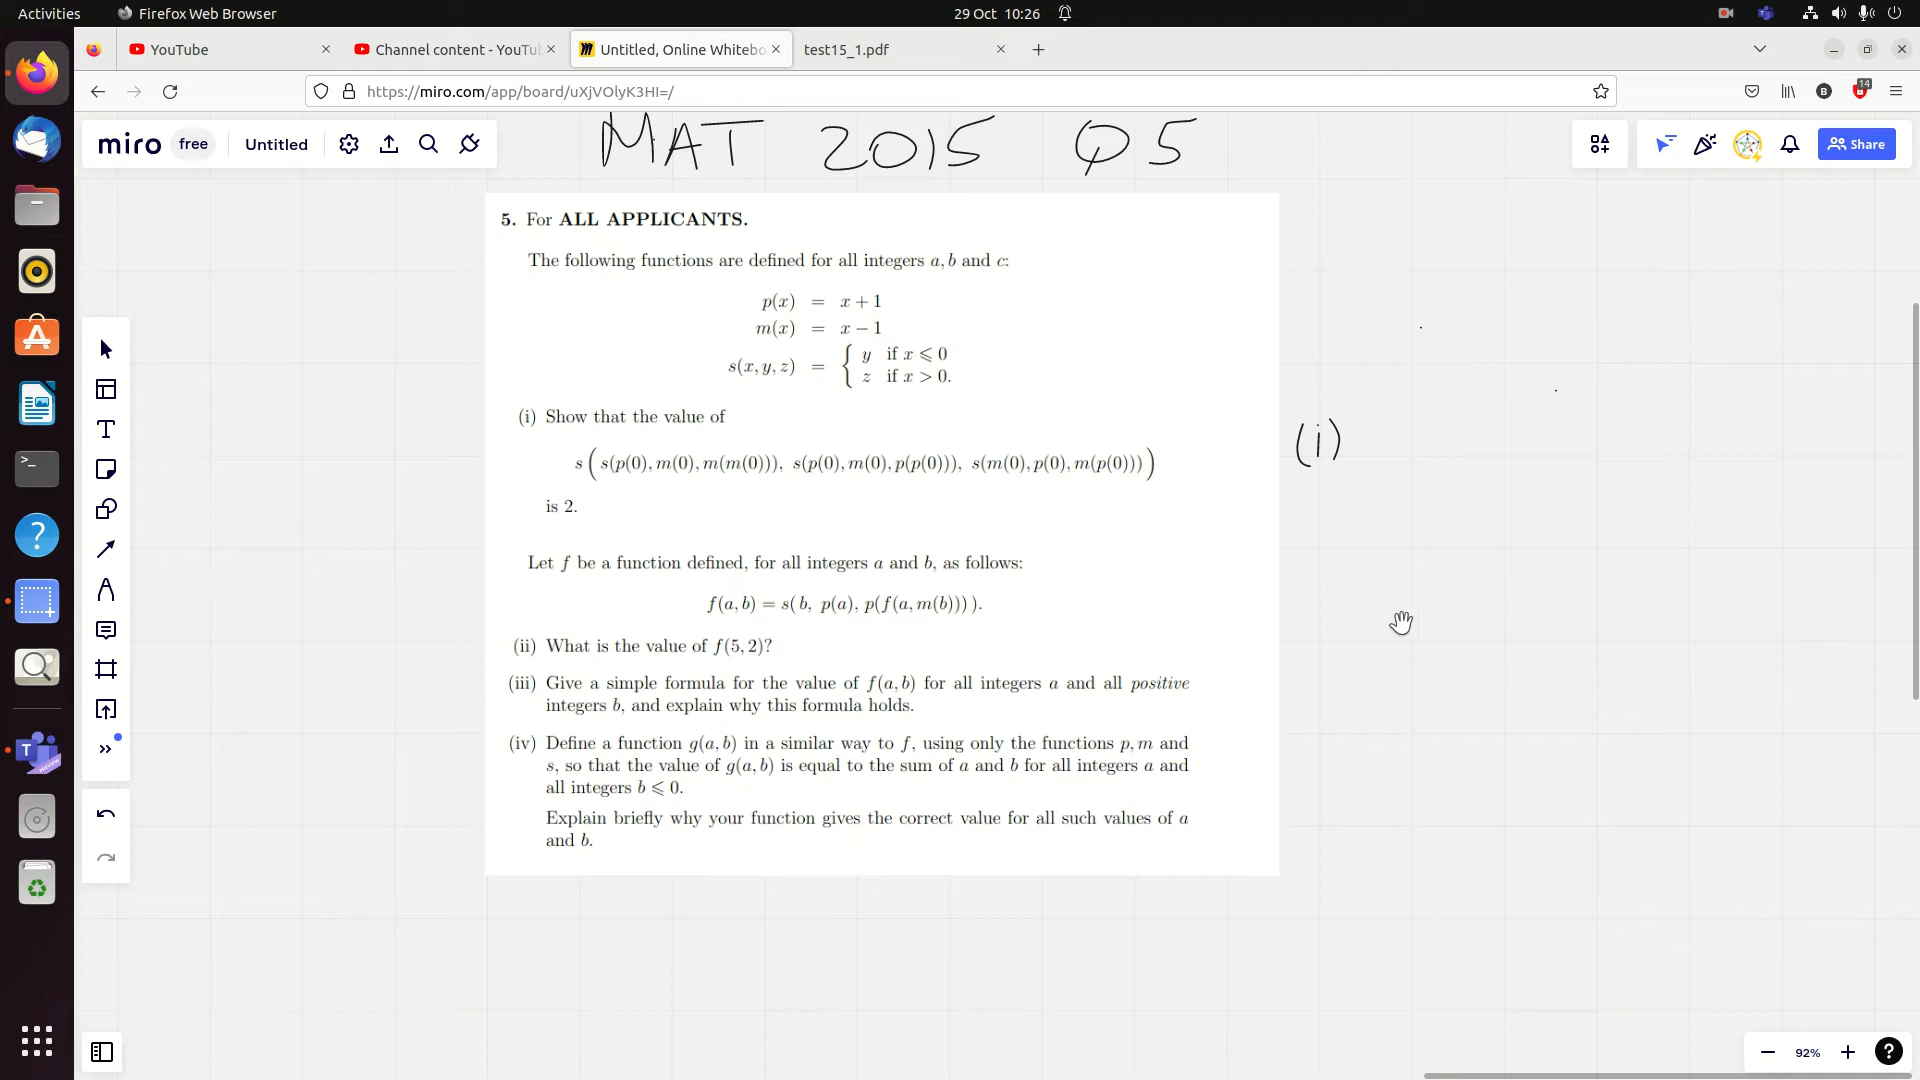 Activities Firefox Web Browser 29 Oct 10:26
YouTube Channel content - YouTu Untitled, Online Whitebo test15_1.pdf
https://miro.com/app/board/uXjVOlyK3HI=/ B 14
miro free Untitled Share
MAT 2015 Q5
5. For ALL APPLICANTS.
The following functions are defined for all integers a, b and c:
p(x) = x + 1
m(x) = x − 1
s(x, y, z) = { y if x ⩽ 0
z if x > 0.
(i) Show that the value of
s ( s(p(0), m(0), m(m(0))), s(p(0), m(0), p(p(0))), s(m(0), p(0), m(p(0))) )
is 2.
(i)
Let f be a function defined, for all integers a and b, as follows:
f(a, b) = s( b, p(a), p(f(a, m(b))) ).
(ii) What is the value of f(5, 2)?
(iii) Give a simple formula for the value of f(a, b) for all integers a and all positive
integers b, and explain why this formula holds.
(iv) Define a function g(a, b) in a similar way to f, using only the functions p, m and
s, so that the value of g(a, b) is equal to the sum of a and b for all integers a and
all integers b ⩽ 0.
Explain briefly why your function gives the correct value for all such values of a
and b.
92%